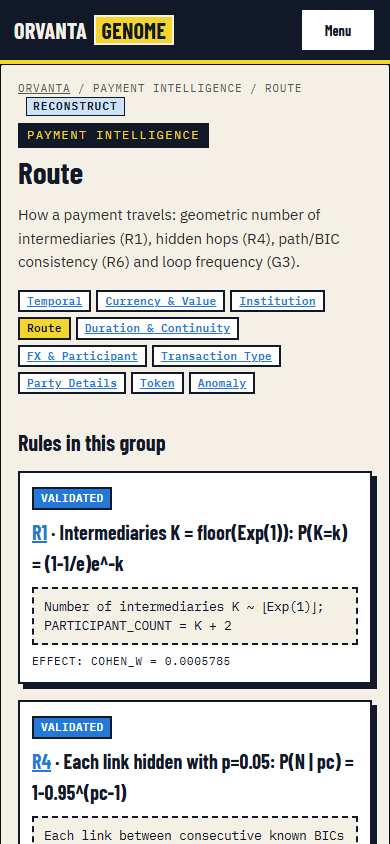 ORVANTA GENOME
Menu
ORVANTA / PAYMENT INTELLIGENCE / ROUTE
RECONSTRUCT
PAYMENT INTELLIGENCE
Route
How a payment travels: geometric number of
intermediaries (R1), hidden hops (R4), path/BIC
consistency (R6) and loop frequency (G3).
Temporal Currency & Value Institution
Route Duration & Continuity
FX & Participant Transaction Type
Party Details Token Anomaly
Rules in this group
VALIDATED
R1 · Intermediaries K = floor(Exp(1)): P(K=k)
= (1-1/e)e^-k
Number of intermediaries K ~ ⌊Exp(1)⌋;
PARTICIPANT_COUNT = K + 2
EFFECT: COHEN_W = 0.0005785
VALIDATED
R4 · Each link hidden with p=0.05: P(N | pc) =
1-0.95^(pc-1)
Each link between consecutive known BICs